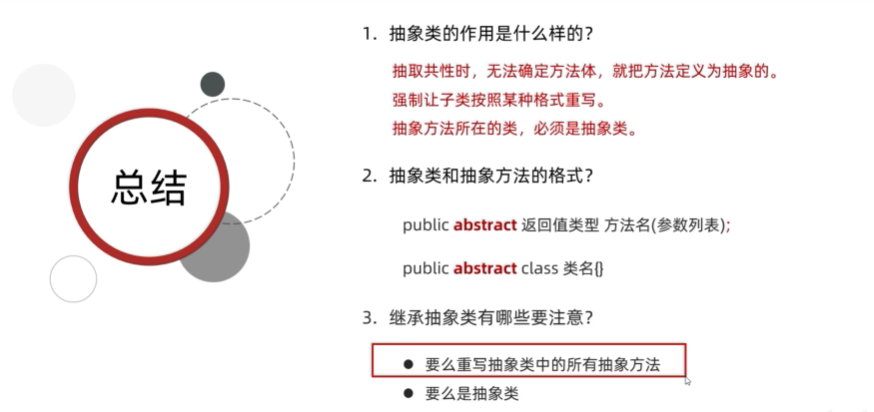 总结
1. 抽象类的作用是什么样的？
抽取共性时，无法确定方法体，就把方法定义为抽象的。
强制让子类按照某种格式重写。
抽象方法所在的类，必须是抽象类。
2. 抽象类和抽象方法的格式？
public abstract 返回值类型 方法名(参数列表);
public abstract class 类名{}
3. 继承抽象类有哪些要注意？
● 要么重写抽象类中的所有抽象方法
● 要么是抽象类